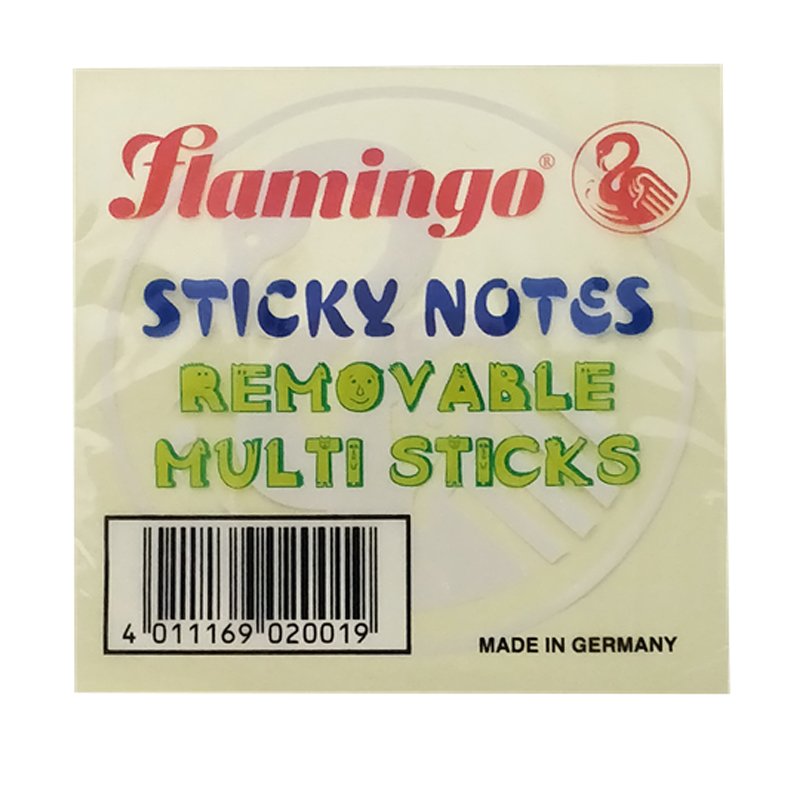 Flamingo®
STICKY NOTES
REMOVABLE
MULTI STICKS
4 011169 020019
MADE IN GERMANY